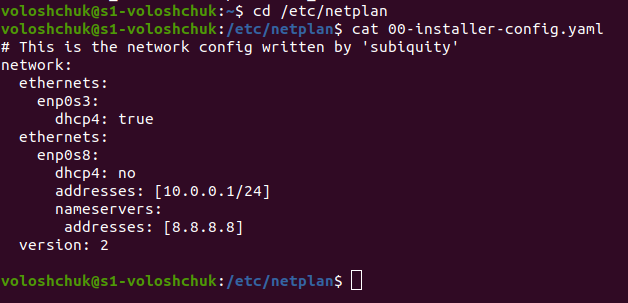 voloshchuk@s1-voloshchuk:~$ cd /etc/netplan
voloshchuk@s1-voloshchuk:/etc/netplan$ cat 00-installer-config.yaml
# This is the network config written by 'subiquity'
network:
  ethernets:
    enp0s3:
      dhcp4: true
  ethernets:
    enp0s8:
      dhcp4: no
      addresses: [10.0.0.1/24]
      nameservers:
       addresses: [8.8.8.8]
  version: 2
voloshchuk@s1-voloshchuk:/etc/netplan$